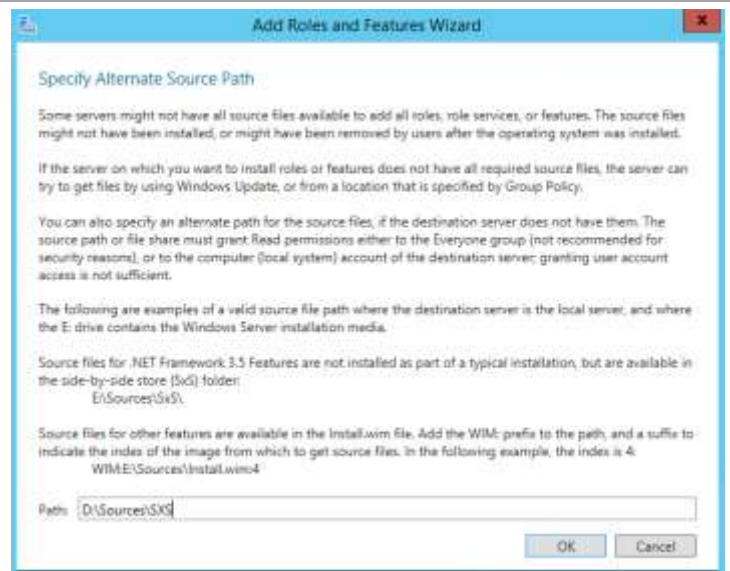 Add Roles and Features Wizard
Specify Alternate Source Path
Some servers might not have all source files available to add all roles, role services, or features. The source files
might not have been installed, or might have been removed by users after the operating system was installed.
If the server on which you want to install roles or features does not have all required source files, the server can
try to get files by using Windows Update, or from a location that is specified by Group Policy.
You can also specify an alternate path for the source files, if the destination server does not have them. The
source path or file share must grant Read permissions either to the Everyone group (not recommended for
security reasons), or to the computer (local system) account of the destination server; granting user account
access is not sufficient.
The following are examples of a valid source file path where the destination server is the local server, and where
the E: drive contains the Windows Server installation media.
Source files for .NET Framework 3.5 Features are not installed as part of a typical installation, but are available in
the side-by-side store (SxS) folder:
E:\Sources\SxS\
Source files for other features are available in the Install.wim file. Add the WIM: prefix to the path, and a suffix to
indicate the index of the image from which to get source files. In the following example, the index is 4:
WIM:E:\Sources\Install.wim:4
Path: D:\Sources\SXS
OK Cancel